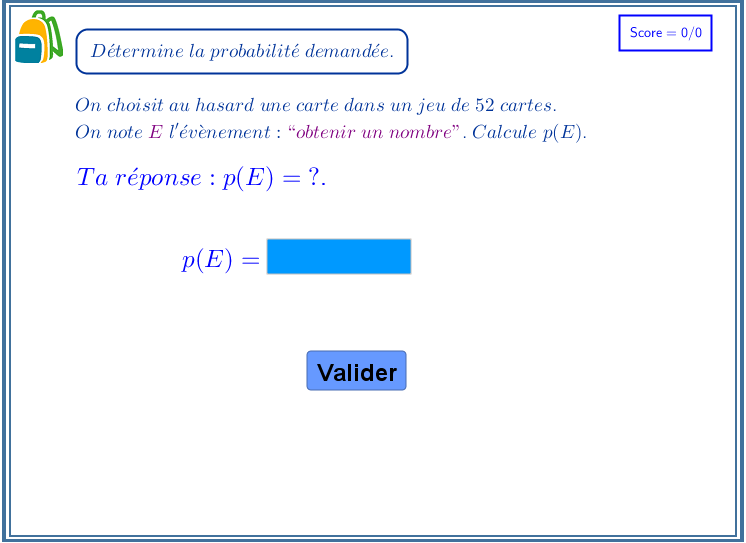 Détermine la probabilité demandée.
Score = 0/0
On choisit au hasard une carte dans un jeu de 52 cartes.
On note E l'évènement : “obtenir un nombre”. Calcule p(E).
Ta réponse : p(E) = ?.
p(E) =
Valider